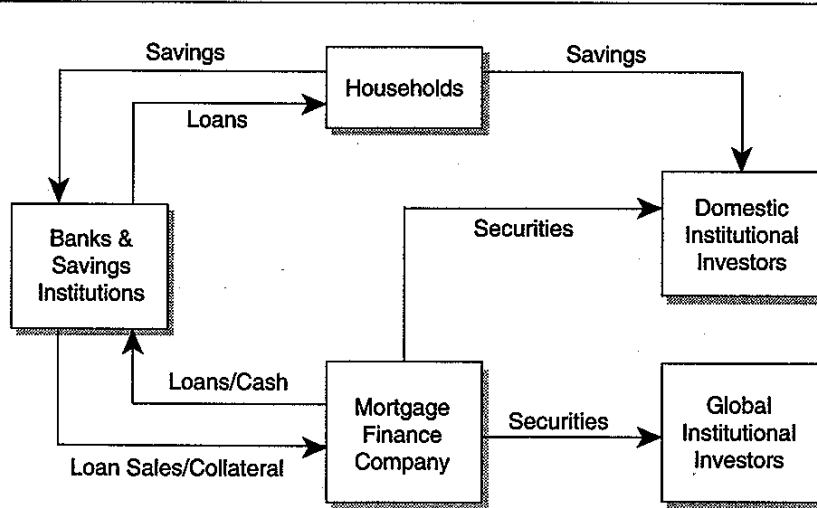 Savings
Households
Savings
Loans
Banks &
Savings
Institutions
Securities
Domestic
Institutional
Investors
Loans/Cash
Mortgage
Finance
Company
Securities
Global
Institutional
Investors
Loan Sales/Collateral